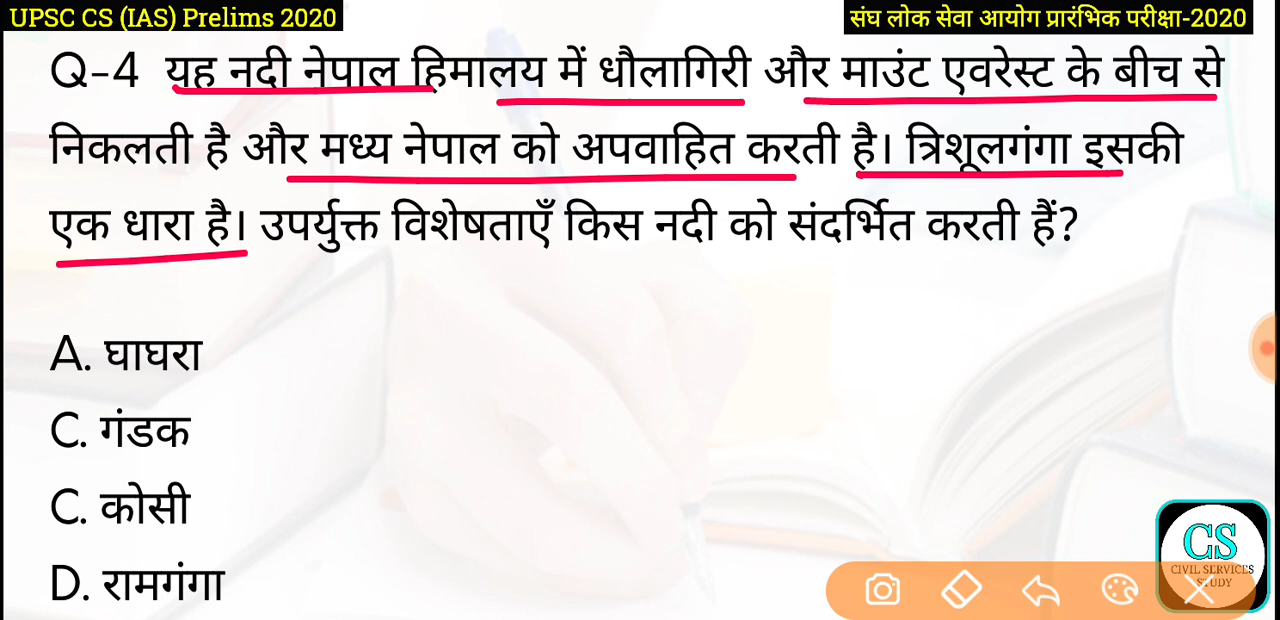 UPSC CS (IAS) Prelims 2020
संघ लोक सेवा आयोग प्रारंभिक परीक्षा-2020
Q-4 यह नदी नेपाल हिमालय में धौलागिरी और माउंट एवरेस्ट के बीच से
निकलती है और मध्य नेपाल को अपवाहित करती है। त्रिशूलगंगा इसकी
एक धारा है। उपर्युक्त विशेषताएँ किस नदी को संदर्भित करती हैं?
A. घाघरा
C. गंडक
C. कोसी
D. रामगंगा
CS
CIVIL SERVICES
STUDY